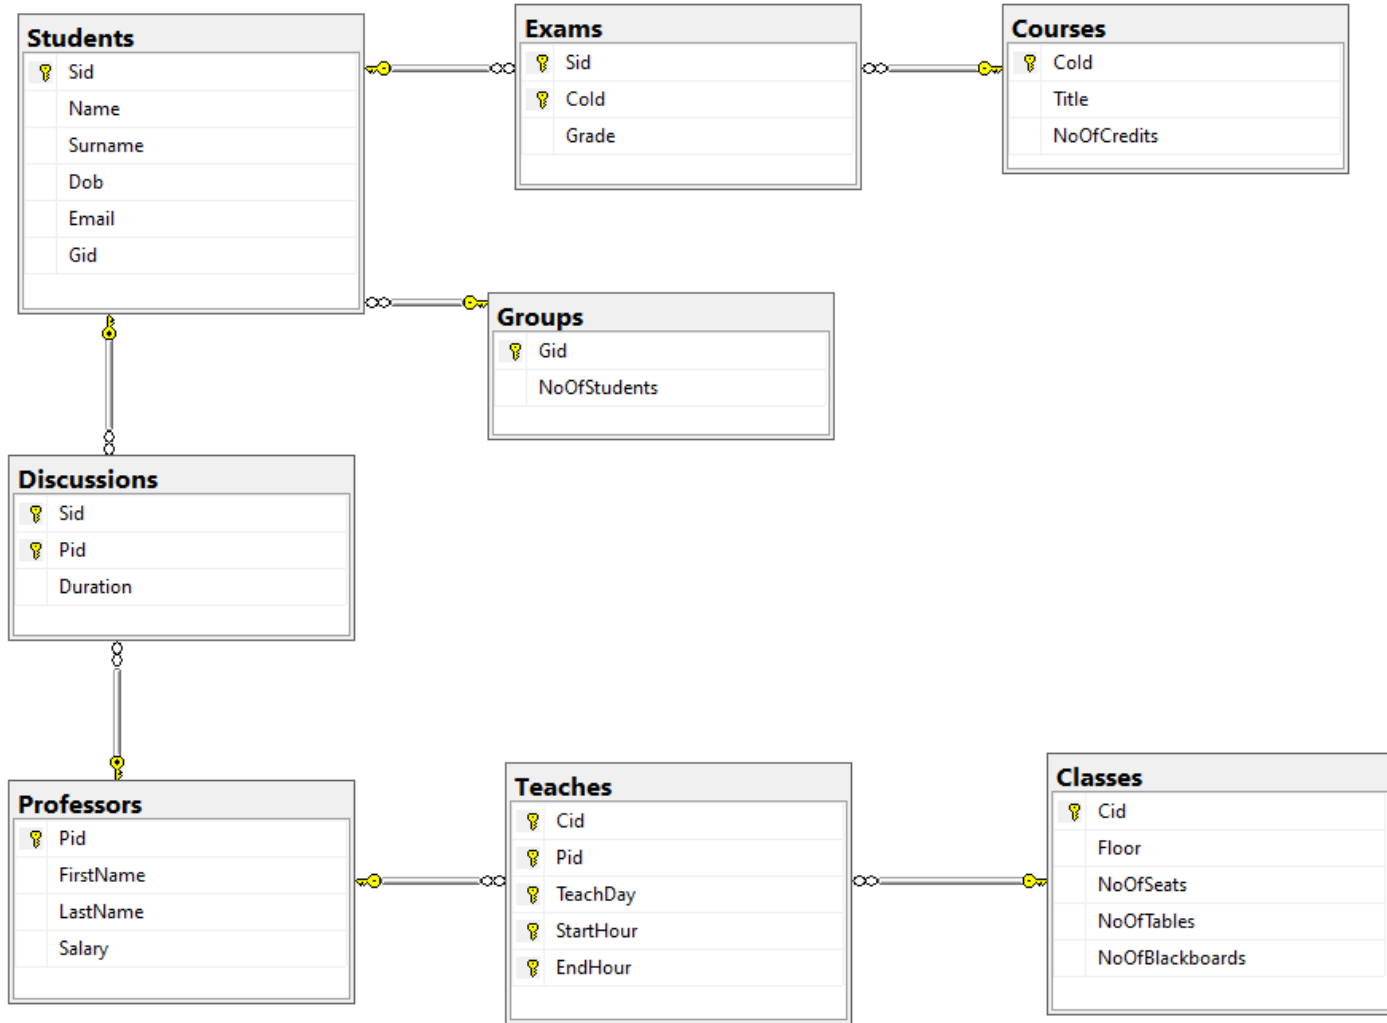 Students
Sid
Name
Surname
Dob
Email
Gid
Exams
Sid
CoId
Grade
Courses
CoId
Title
NoOfCredits
Groups
Gid
NoOfStudents
Discussions
Sid
Pid
Duration
Professors
Pid
FirstName
LastName
Salary
Teaches
Cid
Pid
TeachDay
StartHour
EndHour
Classes
Cid
Floor
NoOfSeats
NoOfTables
NoOfBlackboards